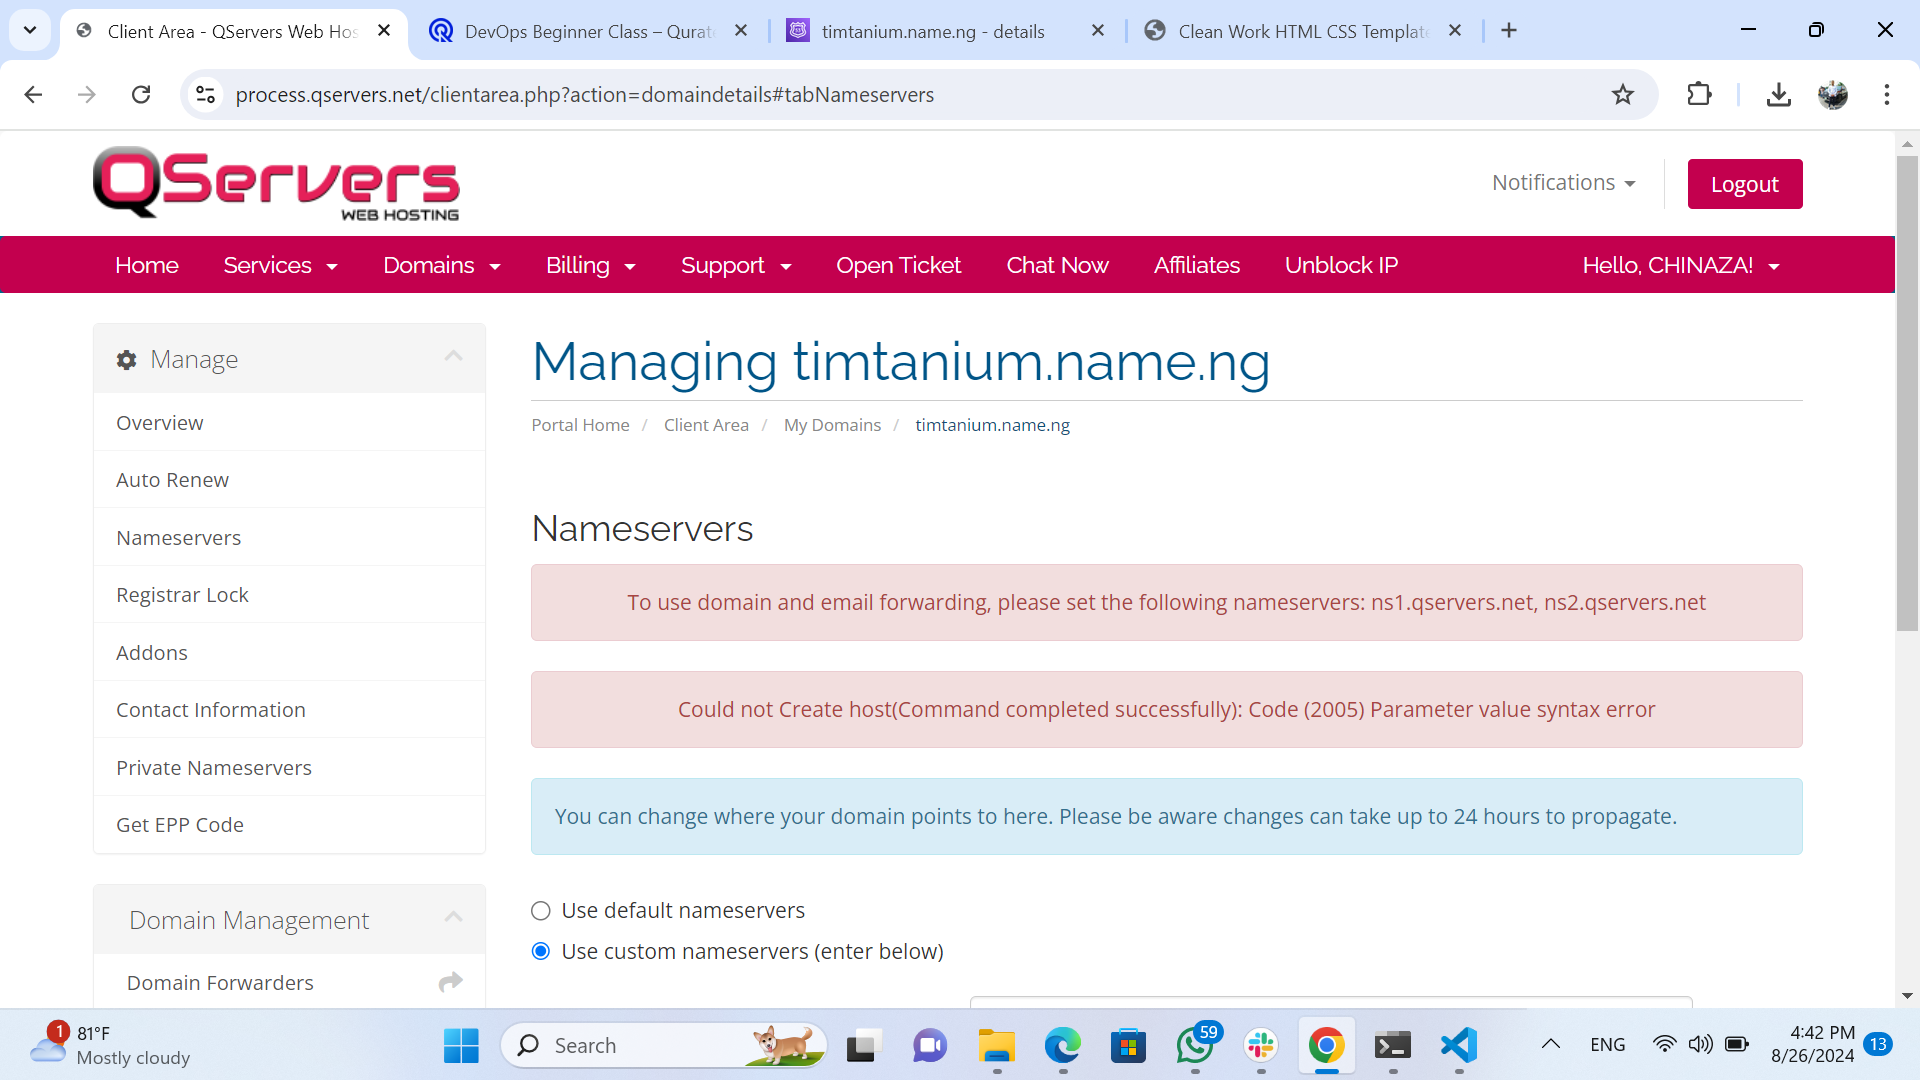 Client Area - QServers Web Hos
DevOps Beginner Class – Qurat
timtanium.name.ng - details
Clean Work HTML CSS Template
process.qservers.net/clientarea.php?action=domaindetails#tabNameservers
QServers
WEB HOSTING
Notifications
Logout
Home
Services
Domains
Billing
Support
Open Ticket
Chat Now
Affiliates
Unblock IP
Hello, CHINAZA!
Manage
Overview
Auto Renew
Nameservers
Registrar Lock
Addons
Contact Information
Private Nameservers
Get EPP Code
Domain Management
Domain Forwarders
Managing timtanium.name.ng
Portal Home / Client Area / My Domains / timtanium.name.ng
Nameservers
To use domain and email forwarding, please set the following nameservers: ns1.qservers.net, ns2.qservers.net
Could not Create host(Command completed successfully): Code (2005) Parameter value syntax error
You can change where your domain points to here. Please be aware changes can take up to 24 hours to propagate.
Use default nameservers
Use custom nameservers (enter below)
1
81°F
Mostly cloudy
Search
59
ENG
4:42 PM
8/26/2024
13